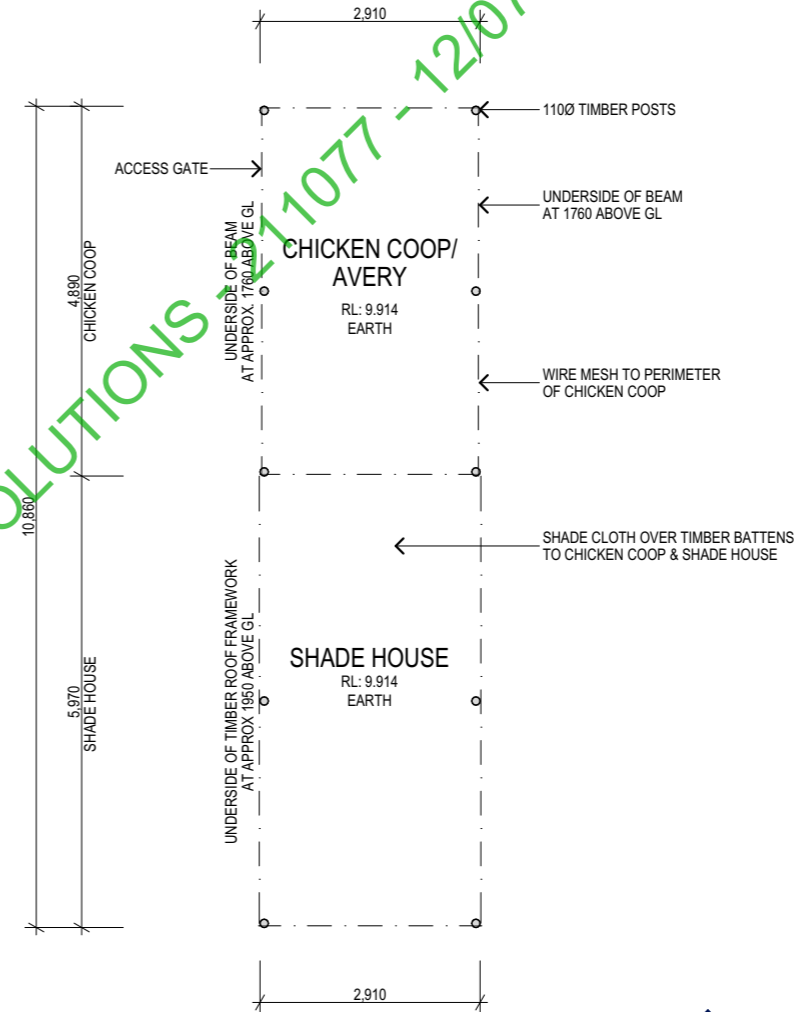 2,910
OLUTIONS - 211077 - 12/07
110Ø TIMBER POSTS
ACCESS GATE
UNDERSIDE OF BEAM
AT 1760 ABOVE GL
UNDERSIDE OF BEAM
AT APPROX. 1760 ABOVE GL
CHICKEN COOP/
AVERY
RL: 9.914
EARTH
4,890
CHICKEN COOP
WIRE MESH TO PERIMETER
OF CHICKEN COOP
10,860
SHADE CLOTH OVER TIMBER BATTENS
TO CHICKEN COOP & SHADE HOUSE
UNDERSIDE OF TIMBER ROOF FRAMEWORK
AT APPROX 1950 ABOVE GL
SHADE HOUSE
RL: 9.914
EARTH
5,970
SHADE HOUSE
2,910